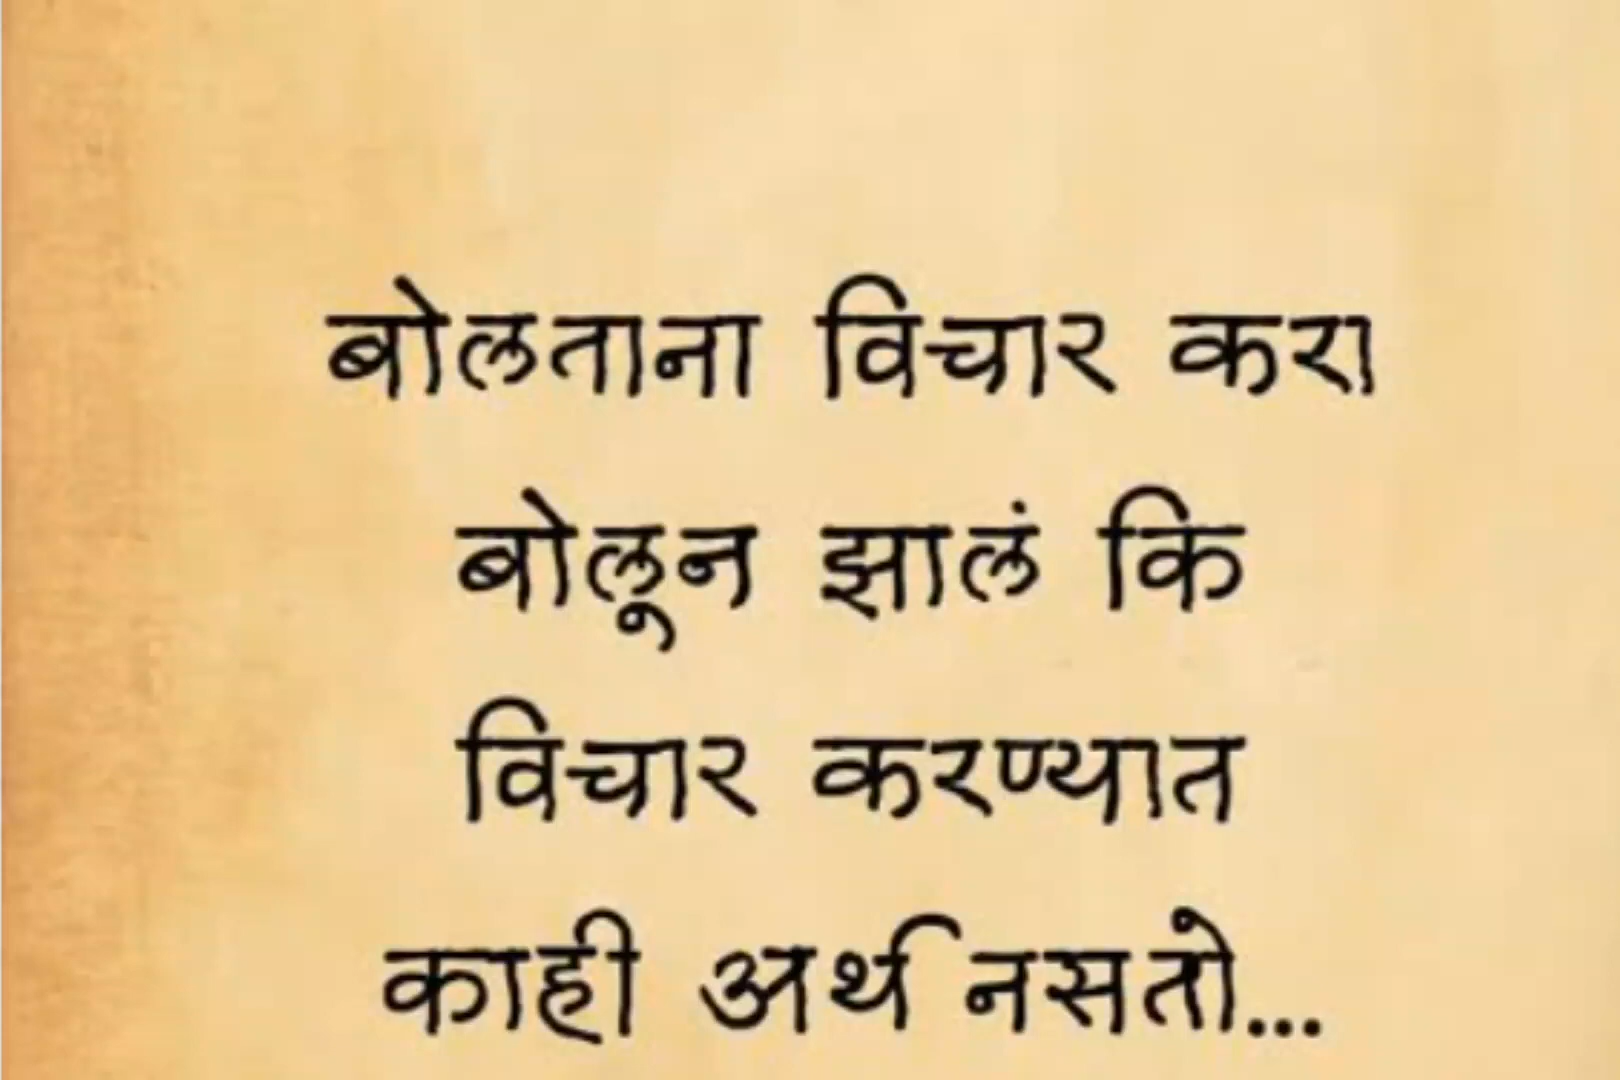 बोलताना विचार करा
बोलून झालं कि
विचार करण्यात
काही अर्थ नसतो...